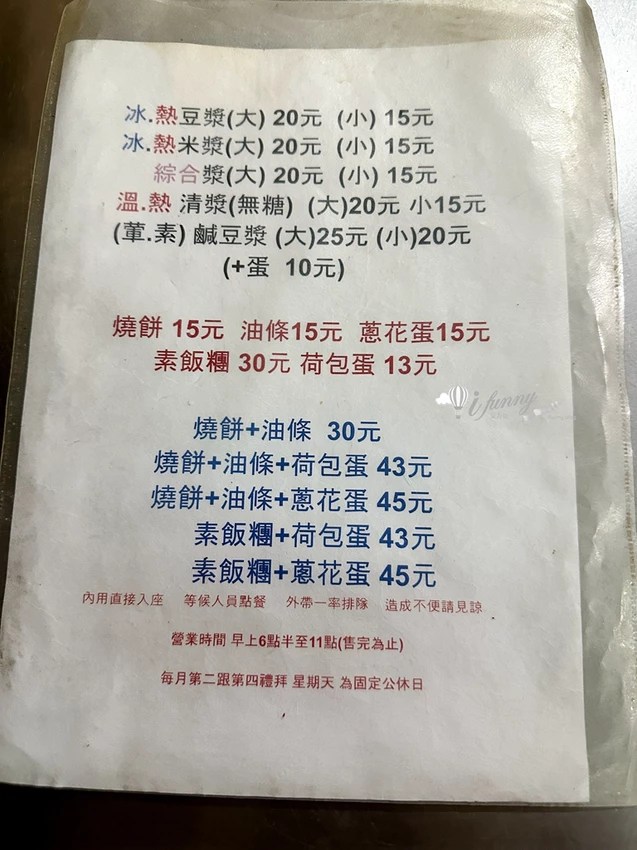 冰.熱豆漿(大) 20元 (小) 15元
冰.熱米漿(大) 20元 (小) 15元
綜合漿(大) 20元 (小) 15元
溫.熱 清漿(無糖) (大)20元 小15元
(葷.素) 鹹豆漿 (大)25元 (小)20元
(+蛋 10元)
燒餅 15元 油條15元 蔥花蛋15元
素飯糰 30元 荷包蛋 13元
i funny
燒餅+油條 30元
燒餅+油條+荷包蛋 43元
燒餅+油條+蔥花蛋 45元
素飯糰+荷包蛋 43元
素飯糰+蔥花蛋 45元
內用直接入座 等候人員點餐 外帶一率排隊 造成不便請見諒
營業時間 早上6點半至11點(售完為止)
每月第二跟第四禮拜 星期天 為固定公休日